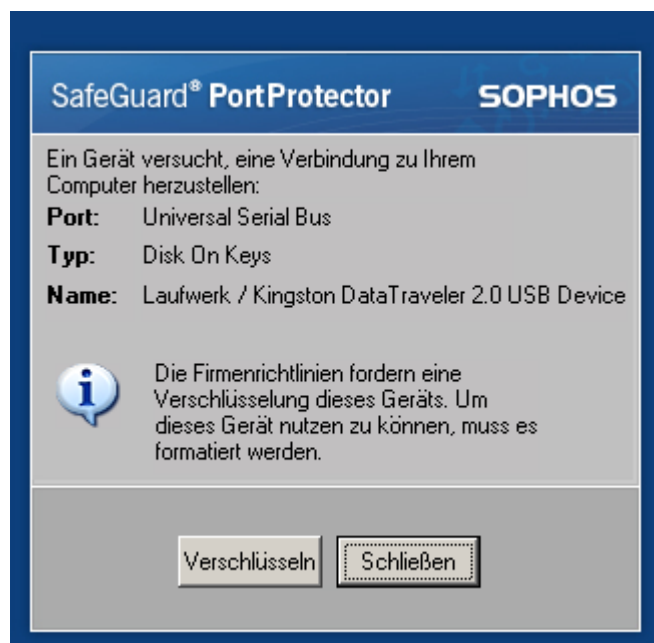 SafeGuard® PortProtector SOPHOS
Ein Gerät versucht, eine Verbindung zu Ihrem
Computer herzustellen:
Port: Universal Serial Bus
Typ: Disk On Keys
Name: Laufwerk / Kingston DataTraveler 2.0 USB Device
Die Firmenrichtlinien fordern eine
Verschlüsselung dieses Geräts. Um
dieses Gerät nutzen zu können, muss es
formatiert werden.
Verschlüsseln Schließen